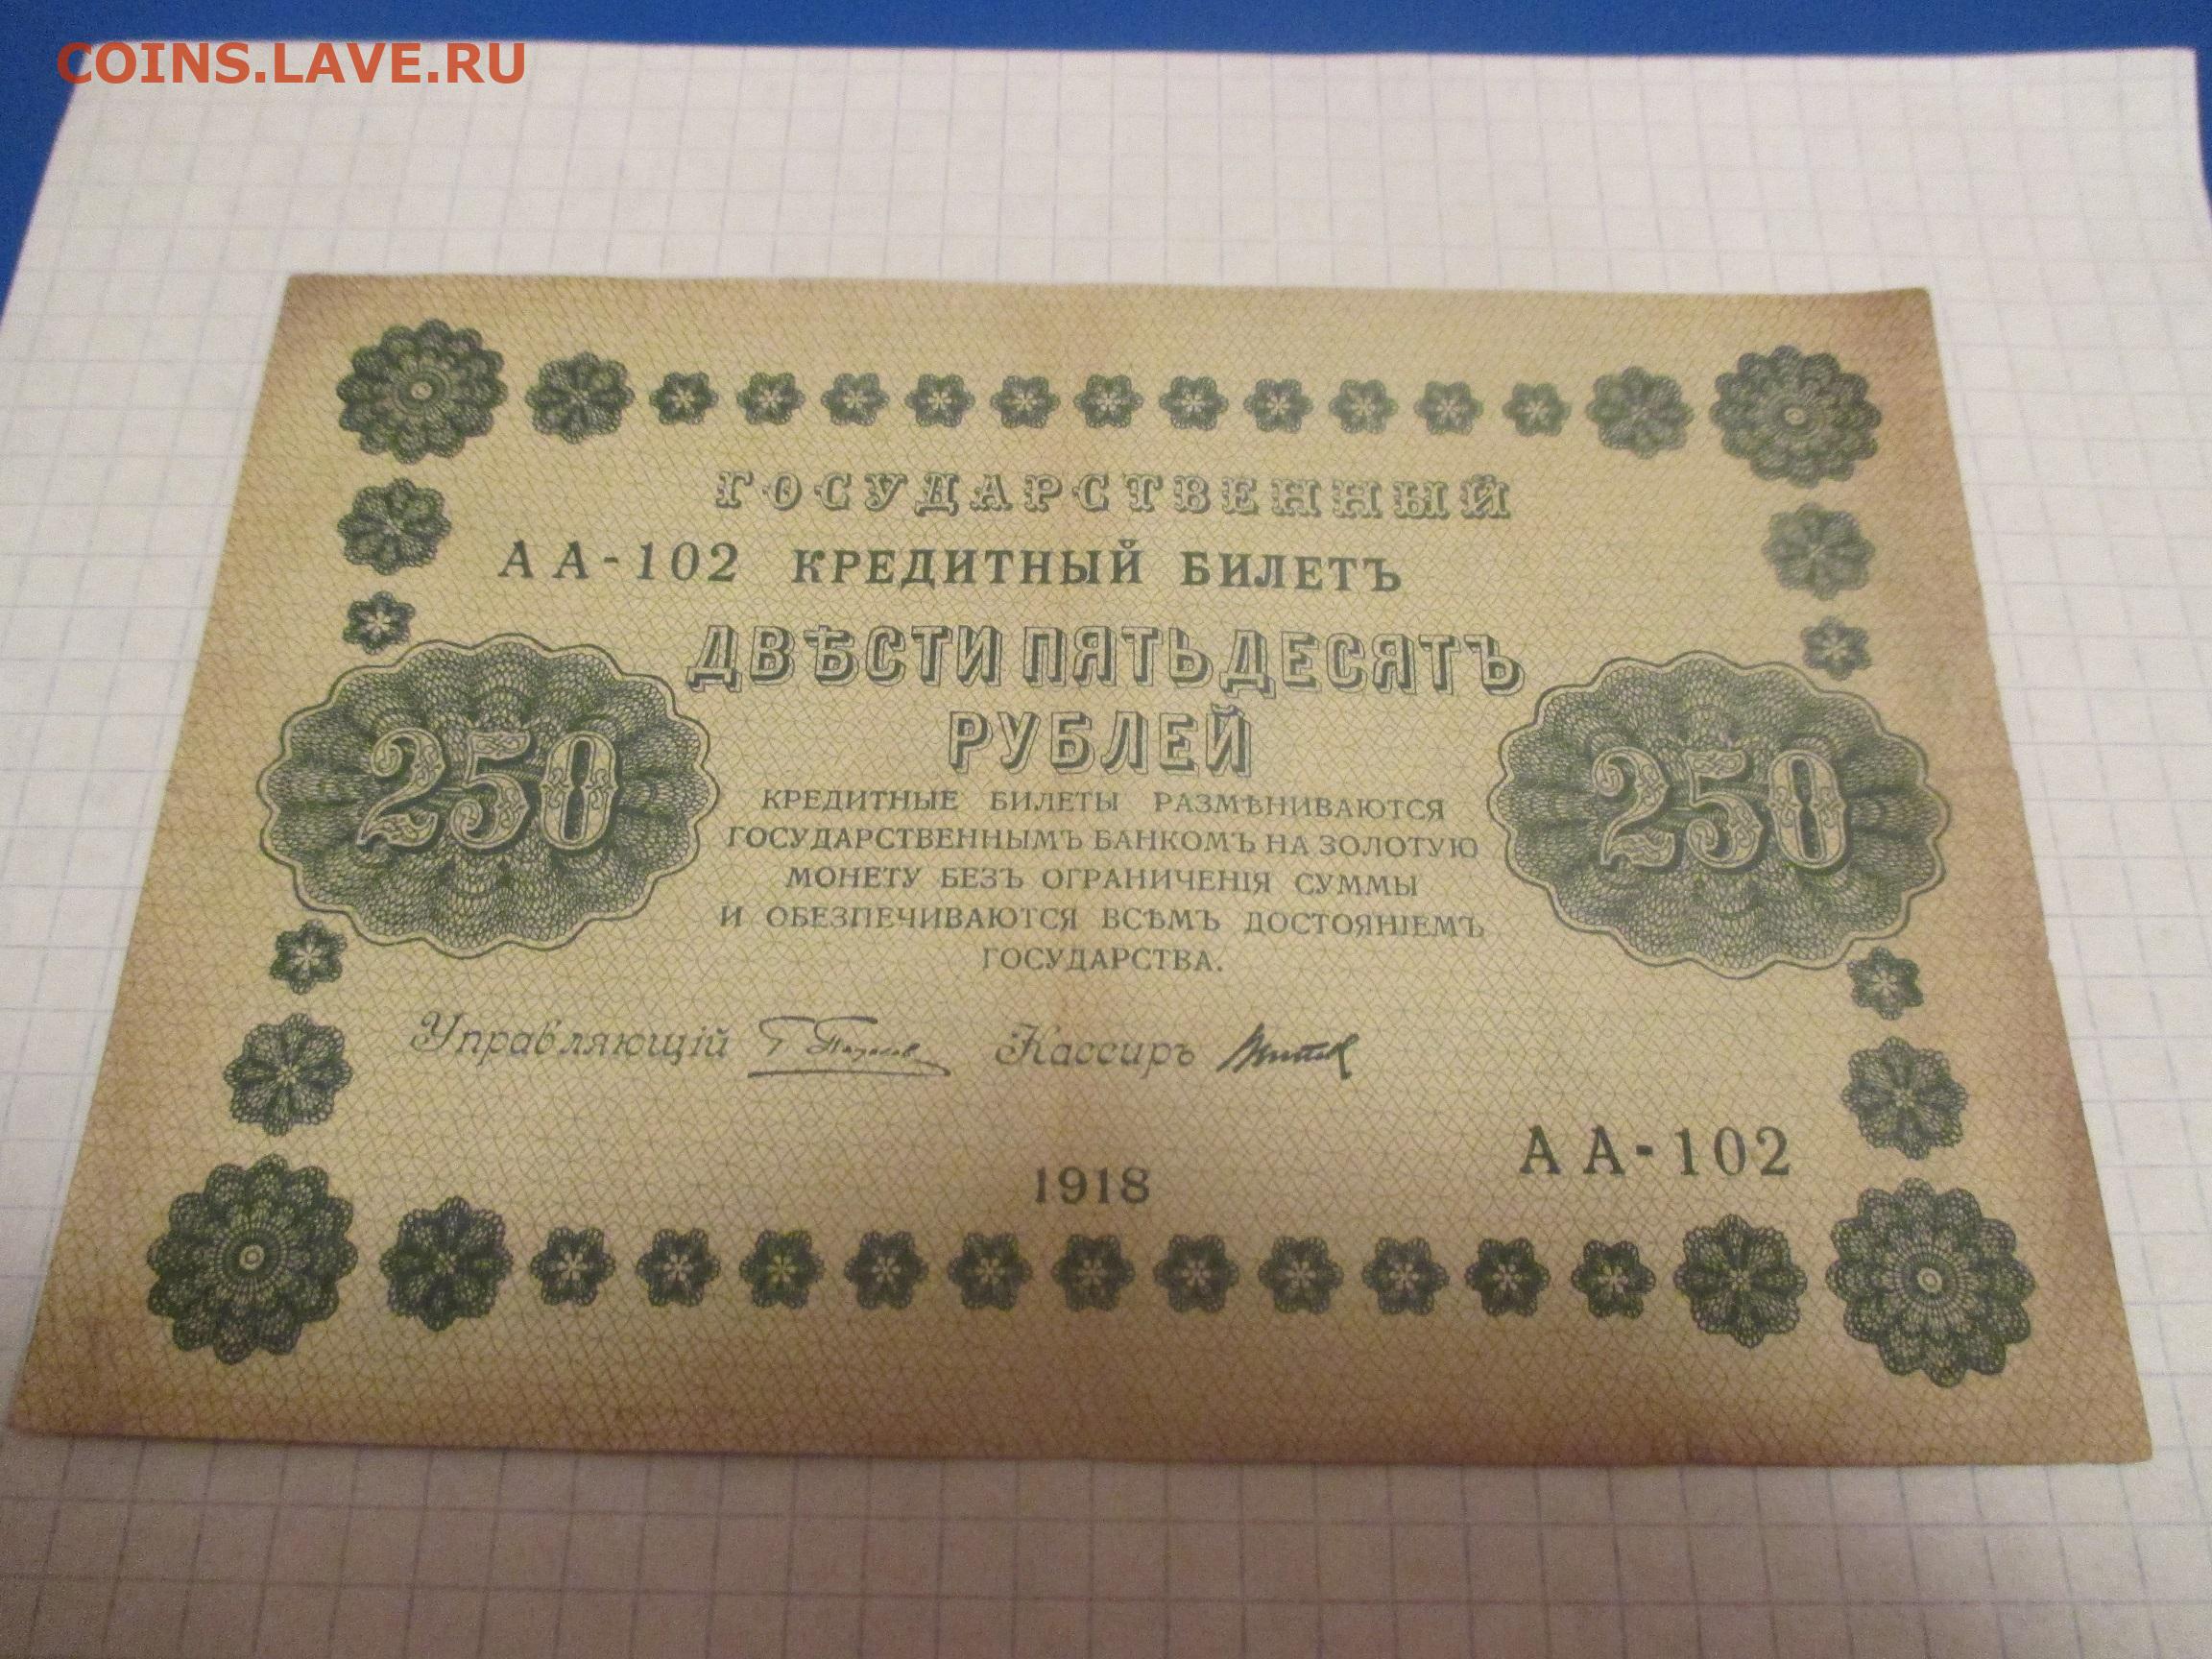 COINS.LAVE.RU
ГОСУДАРСТВЕННЫЙ
АА-102 КРЕДИТНЫЙ БИЛЕТЪ
ДВѢСТИ ПЯТЬДЕСЯТЪ
РУБЛЕЙ
250
250
КРЕДИТНЫЕ БИЛЕТЫ РАЗМѢНИВАЮТСЯ
ГОСУДАРСТВЕННЫМЪ БАНКОМЪ НА ЗОЛОТУЮ
МОНЕТУ БЕЗЪ ОГРАНИЧЕНІЯ СУММЫ
И ОБЕЗПЕЧИВАЮТСЯ ВСѢМЪ ДОСТОЯНІЕМЪ
ГОСУДАРСТВА.
Управляющій Кассиръ
АА-102
1918